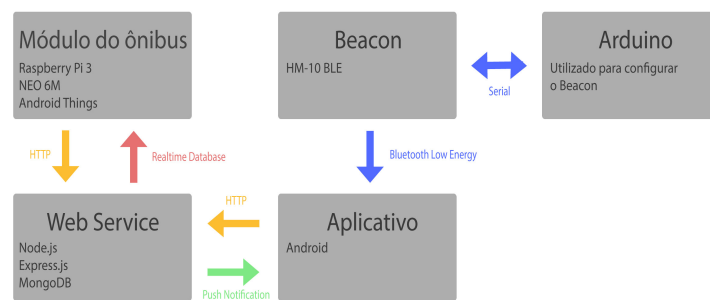 Módulo do ônibus
Raspberry Pi 3
NEO 6M
Android Things
Beacon
HM-10 BLE
Arduino
Utilizado para configurar
o Beacon
Serial
HTTP
Realtime Database
Bluetooth Low Energy
Web Service
Node.js
Express.js
MongoDB
HTTP
Push Notification
Aplicativo
Android